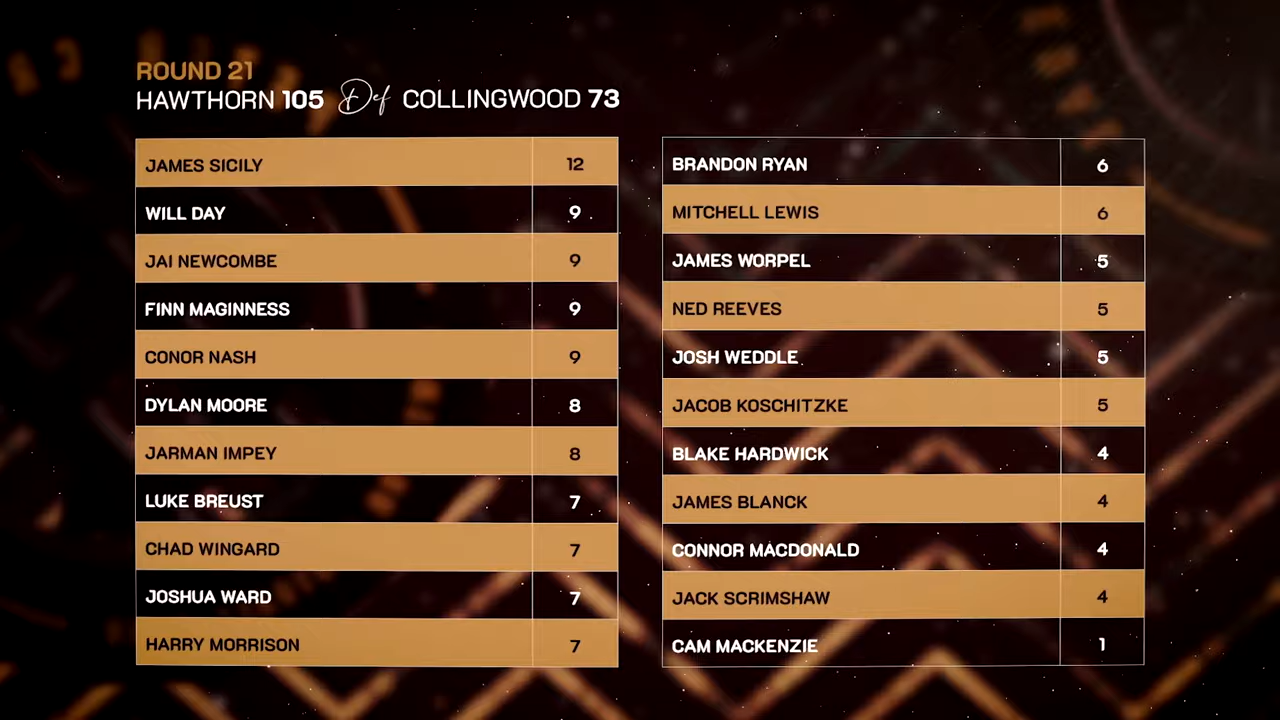 ROUND 21
HAWTHORN 105 Def COLLINGWOOD 73
JAMES SICILY 12
WILL DAY 9
JAI NEWCOMBE 9
FINN MAGINNESS 9
CONOR NASH 9
DYLAN MOORE 8
JARMAN IMPEY 8
LUKE BREUST 7
CHAD WINGARD 7
JOSHUA WARD 7
HARRY MORRISON 7
BRANDON RYAN 6
MITCHELL LEWIS 6
JAMES WORPEL 5
NED REEVES 5
JOSH WEDDLE 5
JACOB KOSCHITZKE 5
BLAKE HARDWICK 4
JAMES BLANCK 4
CONNOR MACDONALD 4
JACK SCRIMSHAW 4
CAM MACKENZIE 1